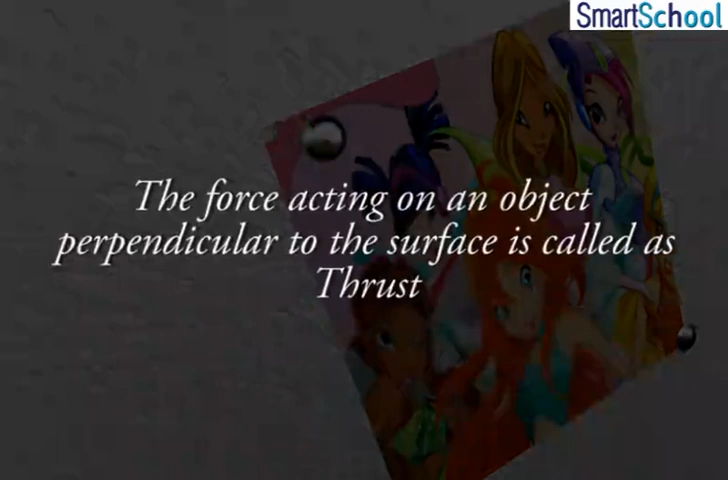 SmartSchool
The force acting on an object
perpendicular to the surface is called as
Thrust